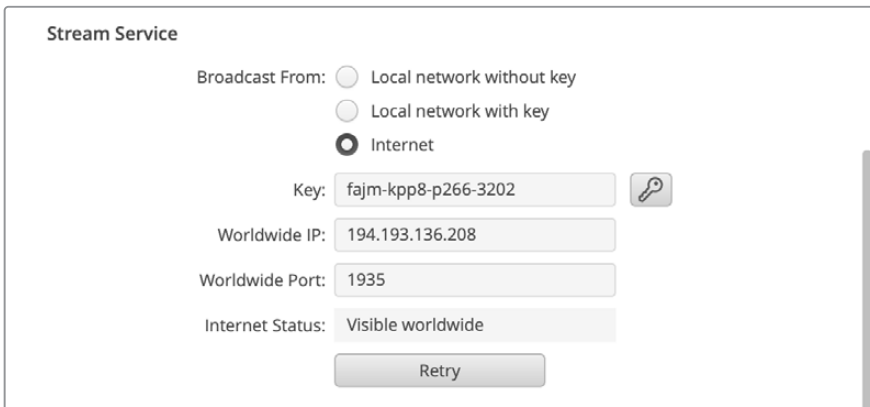 Stream Service
Broadcast From: Local network without key
Local network with key
Internet
Key: fajm-kpp8-p266-3202
Worldwide IP: 194.193.136.208
Worldwide Port: 1935
Internet Status: Visible worldwide
Retry